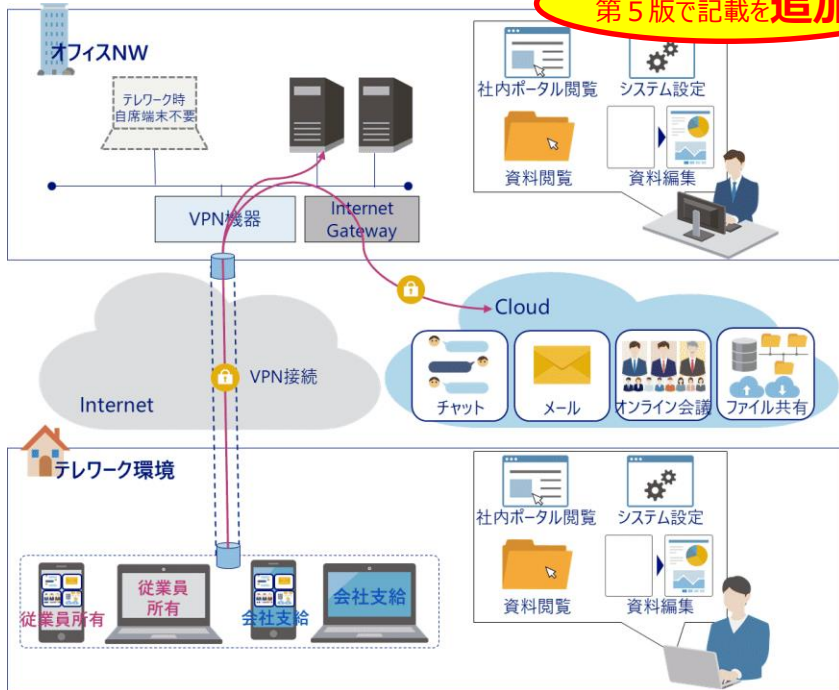 第５版で記載を追加
オフィスNW
テレワーク時
自席端末不要
社内ポータル閲覧
システム設定
資料閲覧
資料編集
VPN機器
Internet
Gateway
Cloud
チャット
メール
オンライン会議
ファイル共有
VPN接続
Internet
テレワーク環境
社内ポータル閲覧
システム設定
資料閲覧
資料編集
従業員所有
従業員
所有
会社支給
会社支給